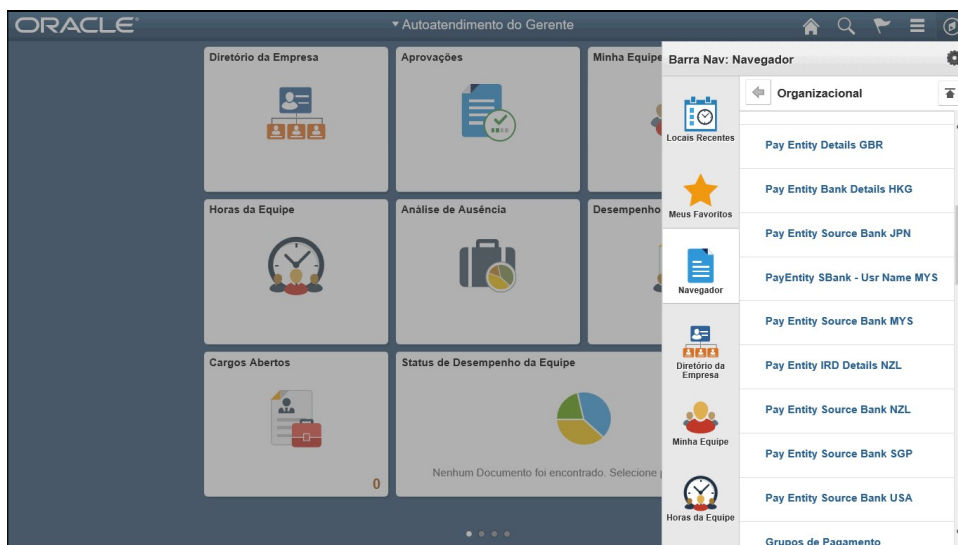 ORACLE
Autoatendimento do Gerente
Diretório da Empresa
Aprovações
Minha Equipe
Horas da Equipe
Análise de Ausência
Desempenho
Cargos Abertos
0
Status de Desempenho da Equipe
Nenhum Documento foi encontrado. Selecione
Barra Nav: Navegador
Locais Recentes
Meus Favoritos
Navegador
Diretório da
Empresa
Minha Equipe
Horas da Equipe
Organizacional
Pay Entity Details GBR
Pay Entity Bank Details HKG
Pay Entity Source Bank JPN
PayEntity SBank - Usr Name MYS
Pay Entity Source Bank MYS
Pay Entity IRD Details NZL
Pay Entity Source Bank NZL
Pay Entity Source Bank SGP
Pay Entity Source Bank USA
Grupos de Pagamento